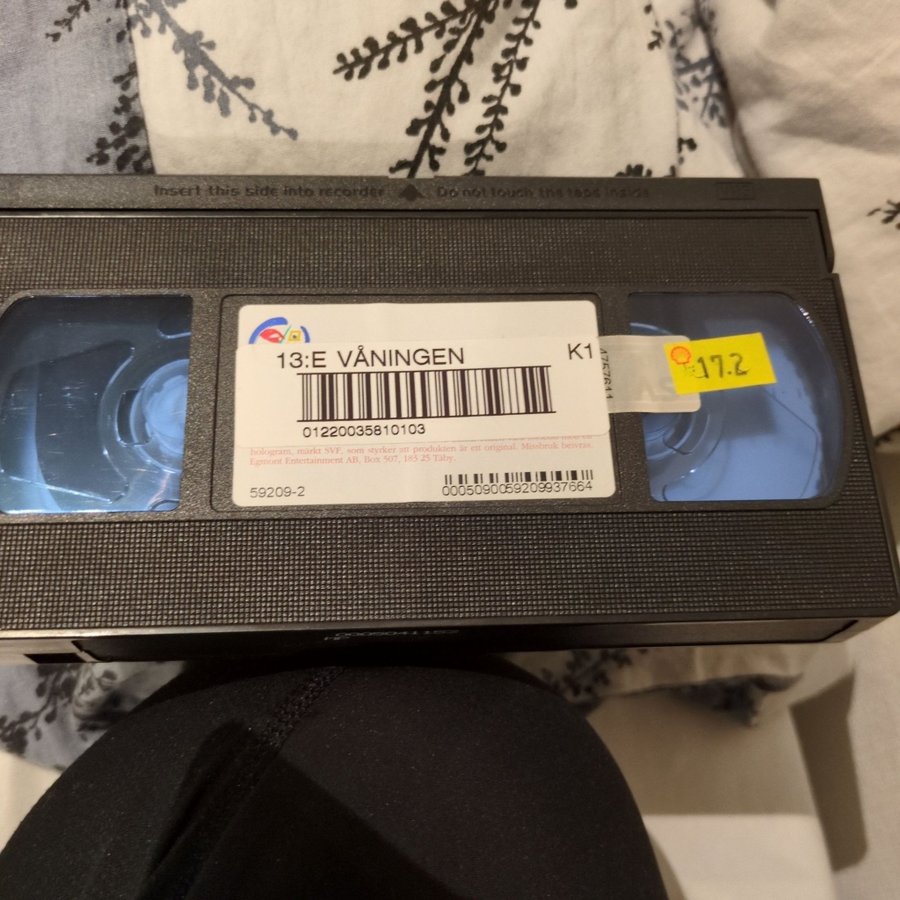 Insert this side into recorder Do not touch the tape inside
13:E VÅNINGEN K1
01220035810103
4757611
17.2
hologram, märkt SVF, som styrker att produkten är ett original. Missbruk beivras.
Egmont Entertainment AB, Box 507, 183 25 Täby.
59209-2
0005090059209937664